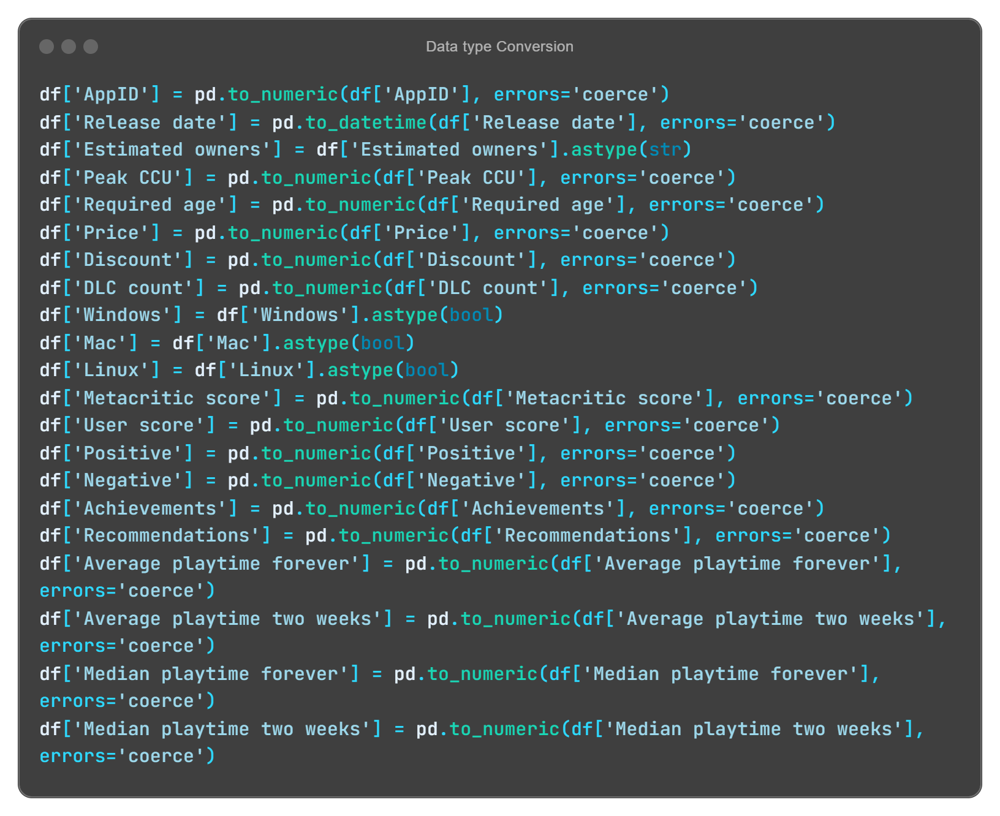 Data type Conversion
df['AppID'] = pd.to_numeric(df['AppID'], errors='coerce')
df['Release date'] = pd.to_datetime(df['Release date'], errors='coerce')
df['Estimated owners'] = df['Estimated owners'].astype(str)
df['Peak CCU'] = pd.to_numeric(df['Peak CCU'], errors='coerce')
df['Required age'] = pd.to_numeric(df['Required age'], errors='coerce')
df['Price'] = pd.to_numeric(df['Price'], errors='coerce')
df['Discount'] = pd.to_numeric(df['Discount'], errors='coerce')
df['DLC count'] = pd.to_numeric(df['DLC count'], errors='coerce')
df['Windows'] = df['Windows'].astype(bool)
df['Mac'] = df['Mac'].astype(bool)
df['Linux'] = df['Linux'].astype(bool)
df['Metacritic score'] = pd.to_numeric(df['Metacritic score'], errors='coerce')
df['User score'] = pd.to_numeric(df['User score'], errors='coerce')
df['Positive'] = pd.to_numeric(df['Positive'], errors='coerce')
df['Negative'] = pd.to_numeric(df['Negative'], errors='coerce')
df['Achievements'] = pd.to_numeric(df['Achievements'], errors='coerce')
df['Recommendations'] = pd.to_numeric(df['Recommendations'], errors='coerce')
df['Average playtime forever'] = pd.to_numeric(df['Average playtime forever'],
errors='coerce')
df['Average playtime two weeks'] = pd.to_numeric(df['Average playtime two weeks'],
errors='coerce')
df['Median playtime forever'] = pd.to_numeric(df['Median playtime forever'],
errors='coerce')
df['Median playtime two weeks'] = pd.to_numeric(df['Median playtime two weeks'],
errors='coerce')